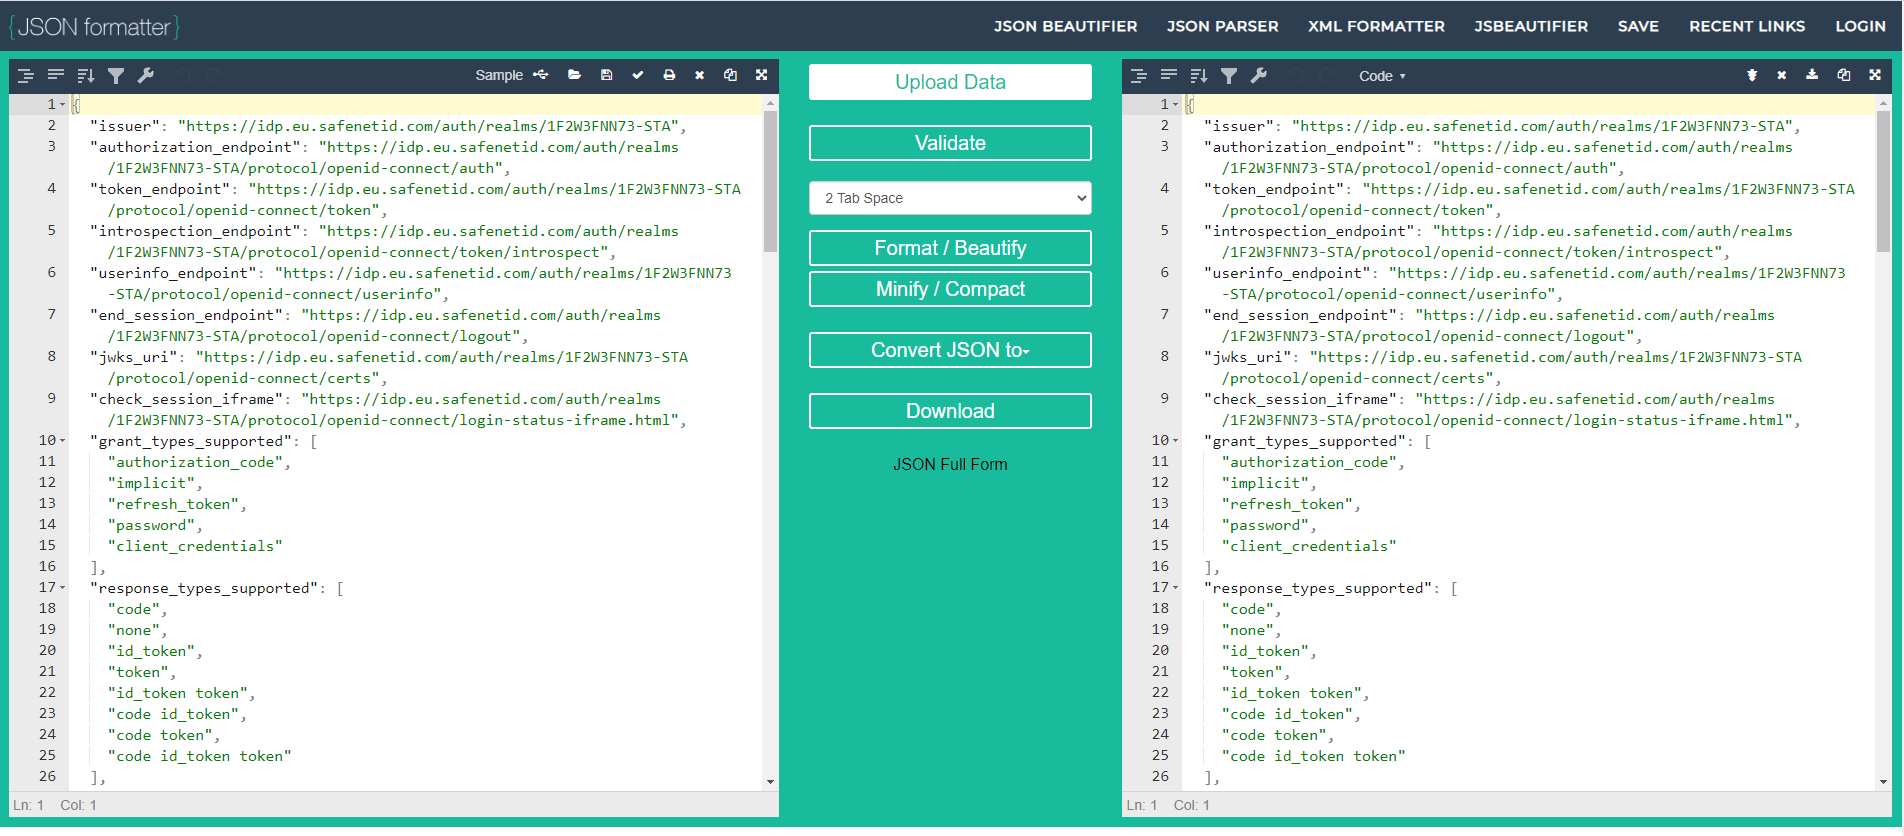 {JSON formatter}
JSON BEAUTIFIER JSON PARSER XML FORMATTER JSBEAUTIFIER SAVE RECENT LINKS LOGIN
Sample
1 {
2 "issuer": "https://idp.eu.safenetid.com/auth/realms/1F2W3FNN73-STA",
3 "authorization_endpoint": "https://idp.eu.safenetid.com/auth/realms
/1F2W3FNN73-STA/protocol/openid-connect/auth",
4 "token_endpoint": "https://idp.eu.safenetid.com/auth/realms/1F2W3FNN73-STA
/protocol/openid-connect/token",
5 "introspection_endpoint": "https://idp.eu.safenetid.com/auth/realms
/1F2W3FNN73-STA/protocol/openid-connect/token/introspect",
6 "userinfo_endpoint": "https://idp.eu.safenetid.com/auth/realms/1F2W3FNN73
-STA/protocol/openid-connect/userinfo",
7 "end_session_endpoint": "https://idp.eu.safenetid.com/auth/realms
/1F2W3FNN73-STA/protocol/openid-connect/logout",
8 "jwks_uri": "https://idp.eu.safenetid.com/auth/realms/1F2W3FNN73-STA
/protocol/openid-connect/certs",
9 "check_session_iframe": "https://idp.eu.safenetid.com/auth/realms
/1F2W3FNN73-STA/protocol/openid-connect/login-status-iframe.html",
10 "grant_types_supported": [
11 "authorization_code",
12 "implicit",
13 "refresh_token",
14 "password",
15 "client_credentials"
16 ],
17 "response_types_supported": [
18 "code",
19 "none",
20 "id_token",
21 "token",
22 "id_token token",
23 "code id_token",
24 "code token",
25 "code id_token token"
26 ],
Ln: 1 Col: 1
Upload Data
Validate
2 Tab Space
Format / Beautify
Minify / Compact
Convert JSON to
Download
JSON Full Form
Code
1 {
2 "issuer": "https://idp.eu.safenetid.com/auth/realms/1F2W3FNN73-STA",
3 "authorization_endpoint": "https://idp.eu.safenetid.com/auth/realms
/1F2W3FNN73-STA/protocol/openid-connect/auth",
4 "token_endpoint": "https://idp.eu.safenetid.com/auth/realms/1F2W3FNN73-STA
/protocol/openid-connect/token",
5 "introspection_endpoint": "https://idp.eu.safenetid.com/auth/realms
/1F2W3FNN73-STA/protocol/openid-connect/token/introspect",
6 "userinfo_endpoint": "https://idp.eu.safenetid.com/auth/realms/1F2W3FNN73
-STA/protocol/openid-connect/userinfo",
7 "end_session_endpoint": "https://idp.eu.safenetid.com/auth/realms
/1F2W3FNN73-STA/protocol/openid-connect/logout",
8 "jwks_uri": "https://idp.eu.safenetid.com/auth/realms/1F2W3FNN73-STA
/protocol/openid-connect/certs",
9 "check_session_iframe": "https://idp.eu.safenetid.com/auth/realms
/1F2W3FNN73-STA/protocol/openid-connect/login-status-iframe.html",
10 "grant_types_supported": [
11 "authorization_code",
12 "implicit",
13 "refresh_token",
14 "password",
15 "client_credentials"
16 ],
17 "response_types_supported": [
18 "code",
19 "none",
20 "id_token",
21 "token",
22 "id_token token",
23 "code id_token",
24 "code token",
25 "code id_token token"
26 ],
Ln: 1 Col: 1